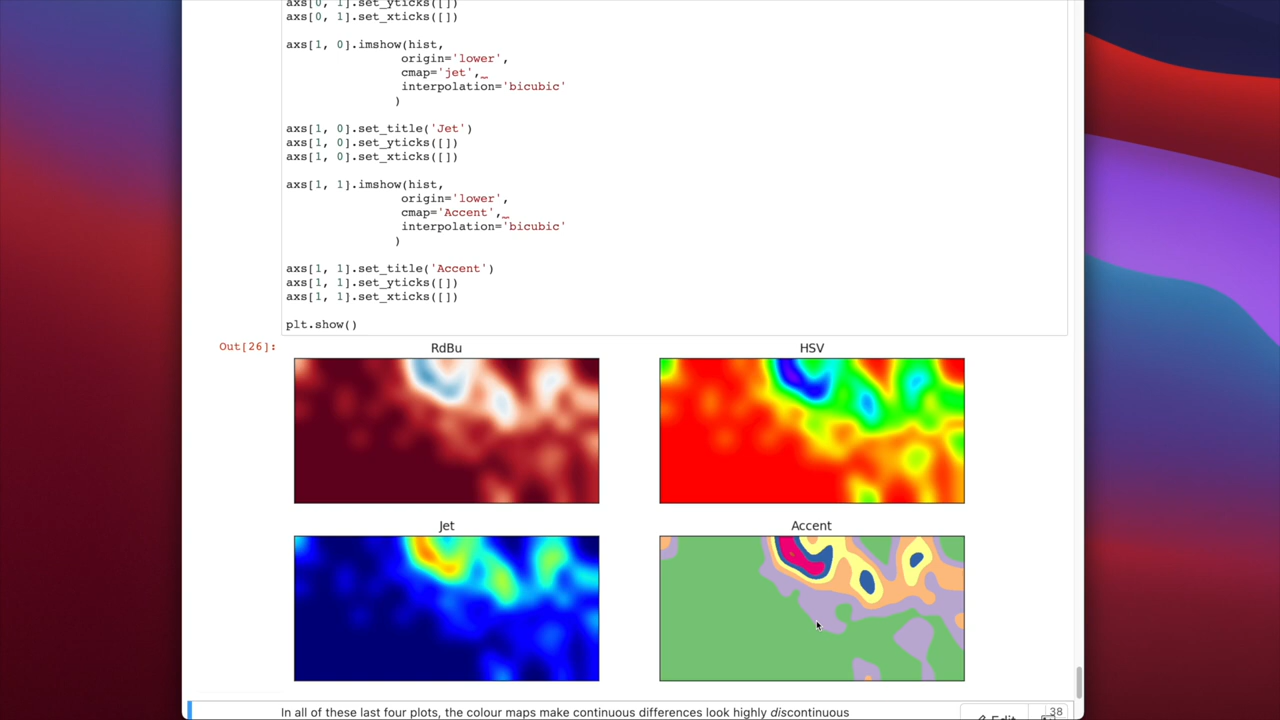 axs[0, 1].set_yticks([])
axs[0, 1].set_xticks([])
axs[1, 0].imshow(hist,
origin='lower',
cmap='jet',
interpolation='bicubic'
)
axs[1, 0].set_title('Jet')
axs[1, 0].set_yticks([])
axs[1, 0].set_xticks([])
axs[1, 1].imshow(hist,
origin='lower',
cmap='Accent',
interpolation='bicubic'
)
axs[1, 1].set_title('Accent')
axs[1, 1].set_yticks([])
axs[1, 1].set_xticks([])
plt.show()
Out[26]:
RdBu
HSV
Jet
Accent
In all of these last four plots, the colour maps make continuous differences look highly discontinuous
Edit
38